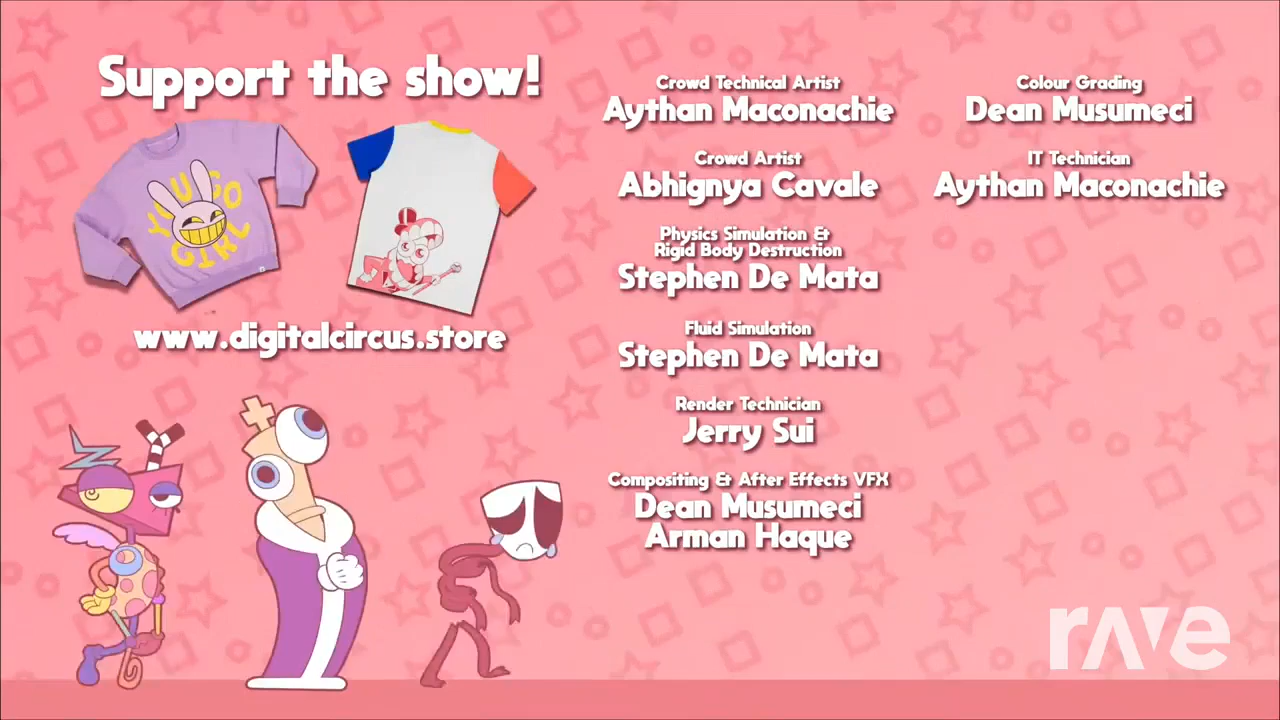 Support the show!
YOU GO
GIRL
www.digitalcircus.store
Crowd Technical Artist
Aythan Maconachie
Crowd Artist
Abhignya Cavale
Physics Simulation &
Rigid Body Destruction
Stephen De Mata
Fluid Simulation
Stephen De Mata
Render Technician
Jerry Sui
Compositing & After Effects VFX
Dean Musumeci
Arman Haque
Colour Grading
Dean Musumeci
IT Technician
Aythan Maconachie
rave